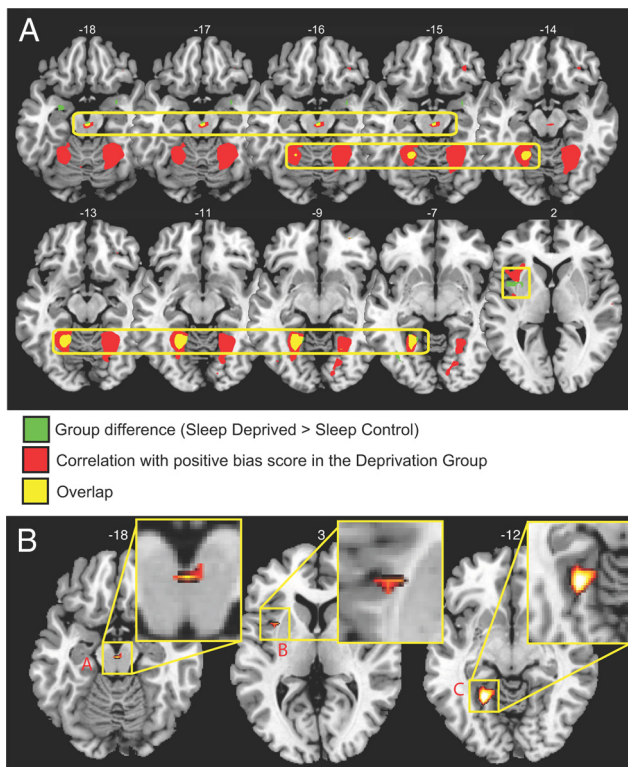 A
-18 -17 -16 -15 -14
-13 -11 -9 -7 2
Group difference (Sleep Deprived > Sleep Control)
Correlation with positive bias score in the Deprivation Group
Overlap
B
-18 3 -12
A
B
C